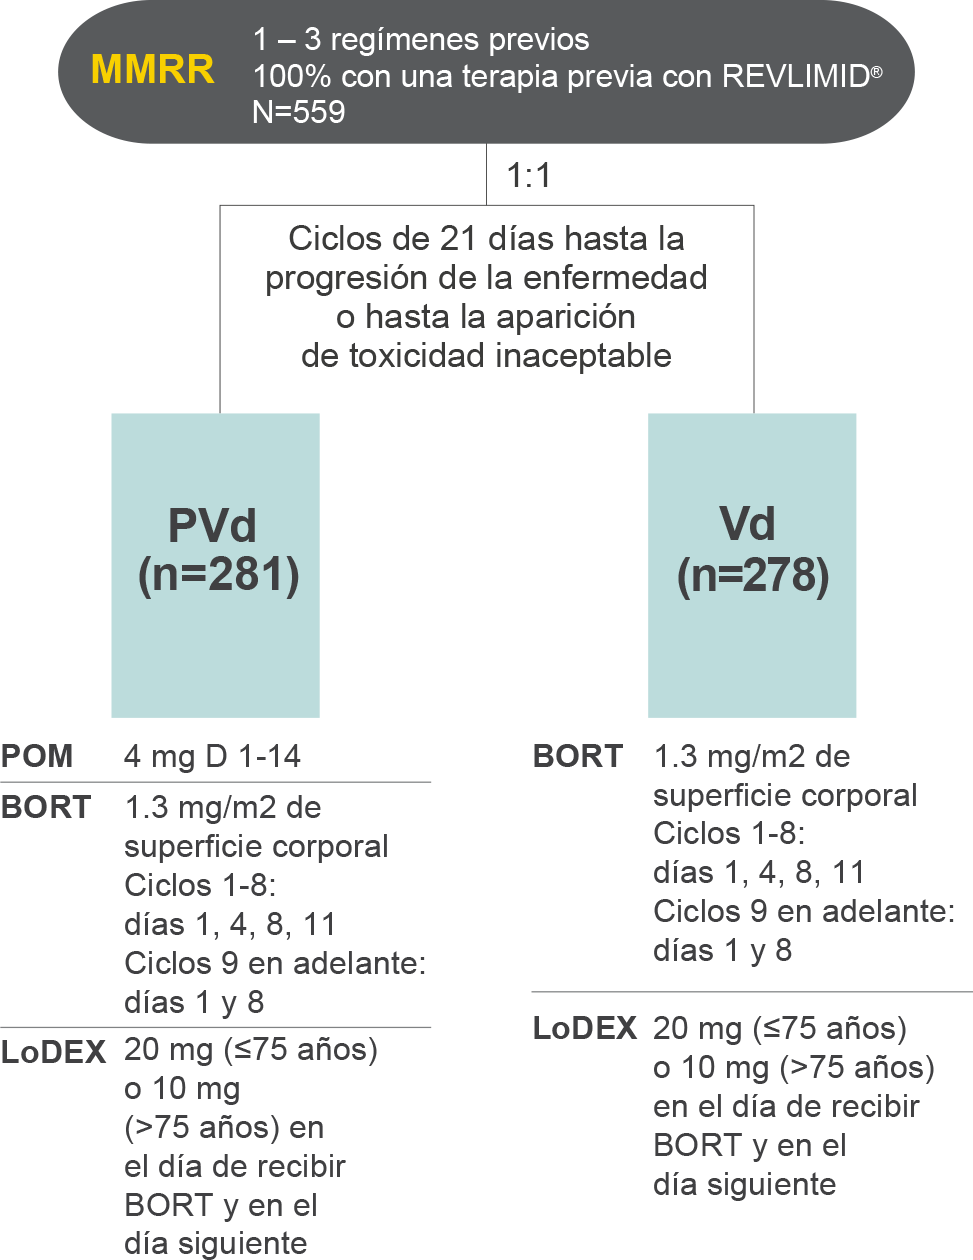 MMRR
1 – 3 regímenes previos
100% con una terapia previa con REVLIMID®
N=559
1:1
Ciclos de 21 días hasta la
progresión de la enfermedad
o hasta la aparición
de toxicidad inaceptable
PVd
(n=281)
POM 4 mg D 1-14
BORT 1.3 mg/m2 de
superficie corporal
Ciclos 1-8:
días 1, 4, 8, 11
Ciclos 9 en adelante:
días 1 y 8
LoDEX 20 mg (≤75 años)
o 10 mg
(>75 años) en
el día de recibir
BORT y en el
día siguiente
Vd
(n=278)
BORT 1.3 mg/m2 de
superficie corporal
Ciclos 1-8:
días 1, 4, 8, 11
Ciclos 9 en adelante:
días 1 y 8
LoDEX 20 mg (≤75 años)
o 10 mg (>75 años)
en el día de recibir
BORT y en el
día siguiente